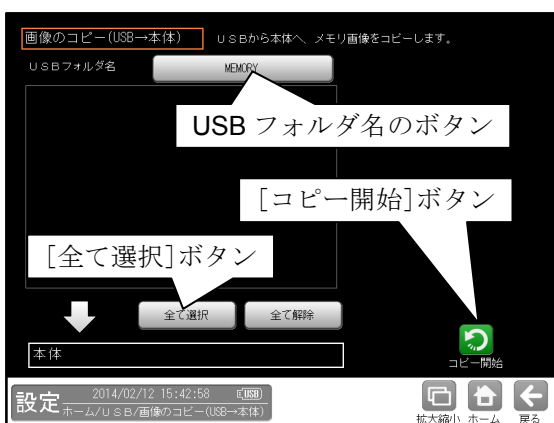 画像のコピー(USB→本体)
USBから本体へ、メモリ画像をコピーします。
USBフォルダ名
MEMORY
USB フォルダ名のボタン
[コピー開始]ボタン
[全て選択]ボタン
全て選択
全て解除
本体
コピー開始
設定
2014/02/12 15:42:58
USB
ホーム/USB/画像のコピー(USB→本体)
拡大縮小
ホーム
戻る